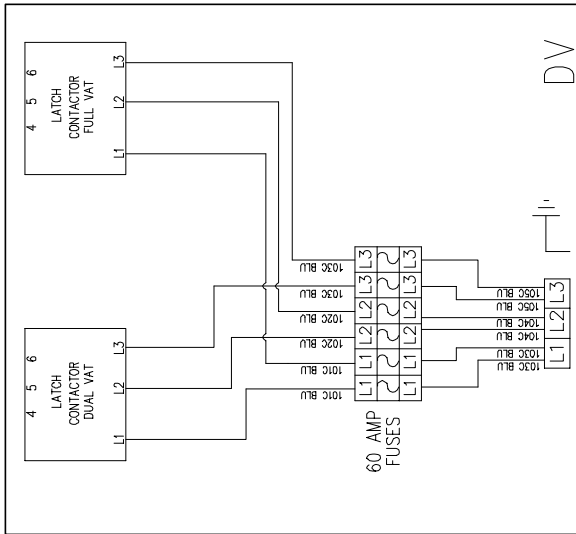 6
5
4
LATCH
CONTACTOR
FULL VAT
L3
L2
L1
6
5
4
LATCH
CONTACTOR
DUAL VAT
L3
L2
L1
103C BLU
103C BLU
102C BLU
102C BLU
101C BLU
101C BLU
L3 L3
L3 L3
L2 L2
L2 L2
L1 L1
L1 L1
60 AMP
FUSES
105C BLU
105C BLU
104C BLU
104C BLU
103C BLU
103C BLU
L3
L2
L1
DV